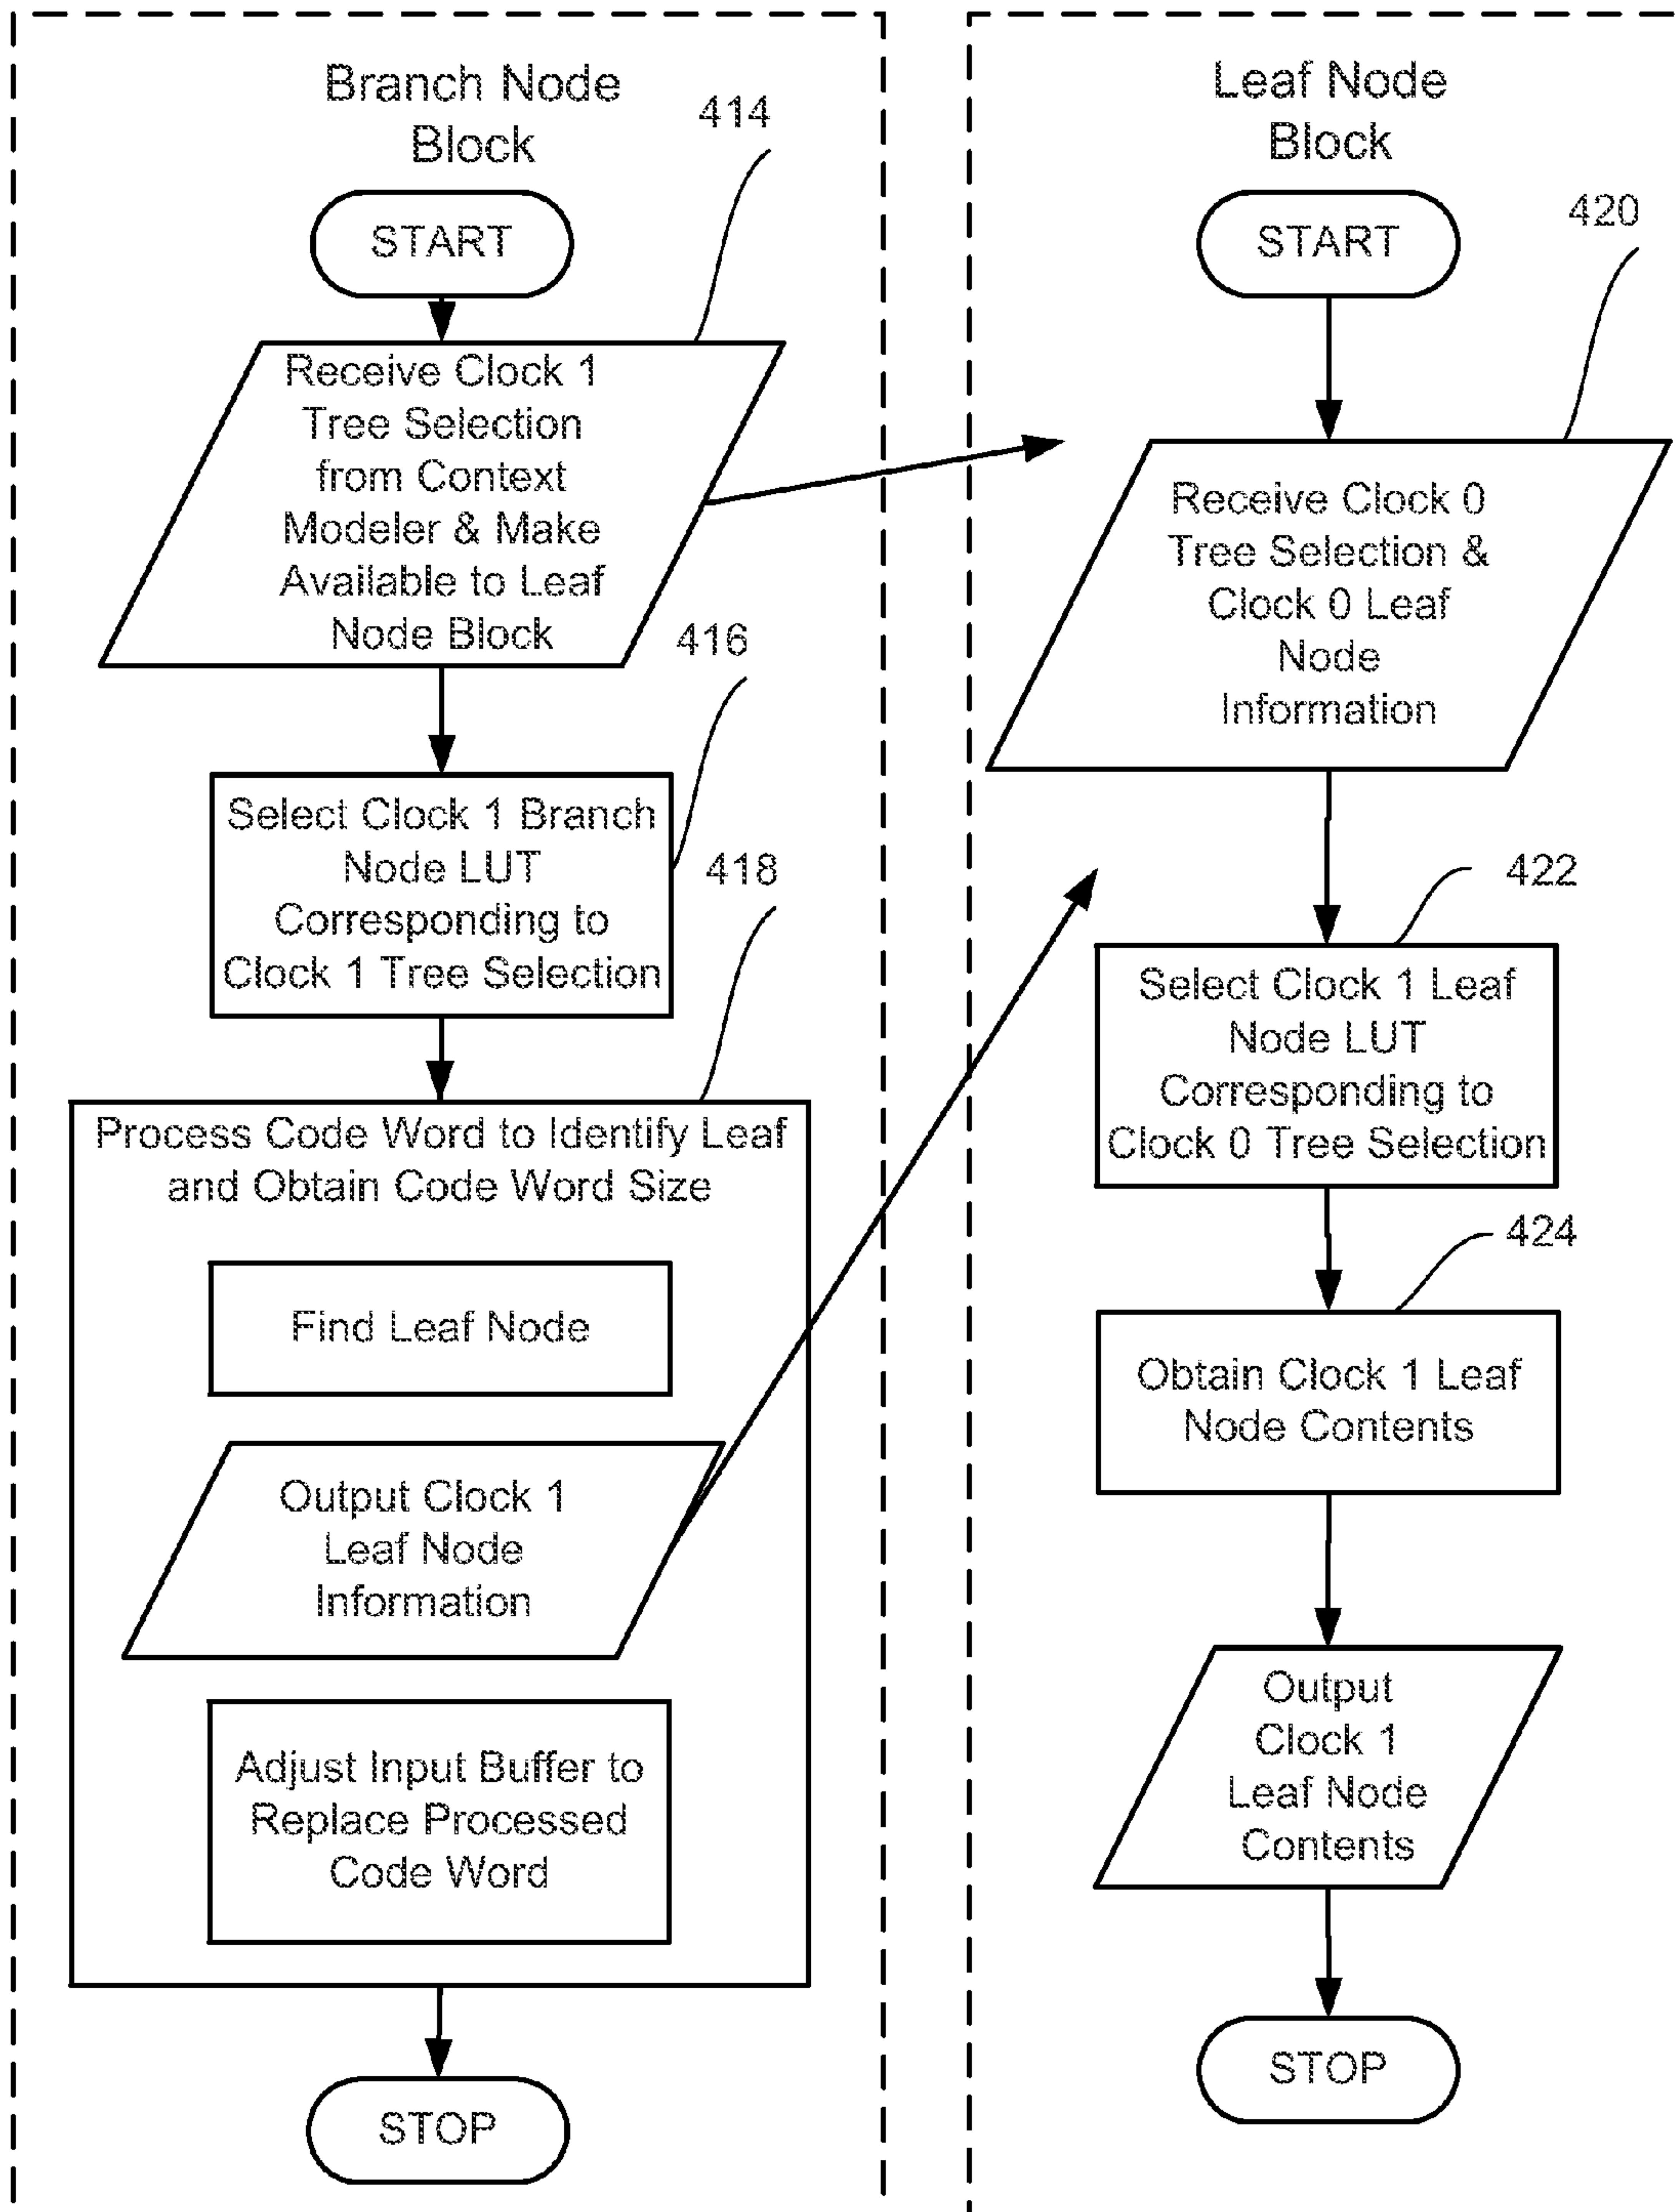 Branch Node
Block
414
START
Receive Clock 1
Tree Selection
from Context
Modeler & Make
Available to Leaf
Node Block
416
Select Clock 1 Branch
Node LUT
Corresponding to
Clock 1 Tree Selection
418
Process Code Word to Identify Leaf
and Obtain Code Word Size
Find Leaf Node
Output Clock 1
Leaf Node
Information
Adjust Input Buffer to
Replace Processed
Code Word
STOP
Leaf Node
Block
START
420
Receive Clock 0
Tree Selection &
Clock 0 Leaf
Node
Information
422
Select Clock 1 Leaf
Node LUT
Corresponding to
Clock 0 Tree Selection
424
Obtain Clock 1 Leaf
Node Contents
Output
Clock 1
Leaf Node
Contents
STOP